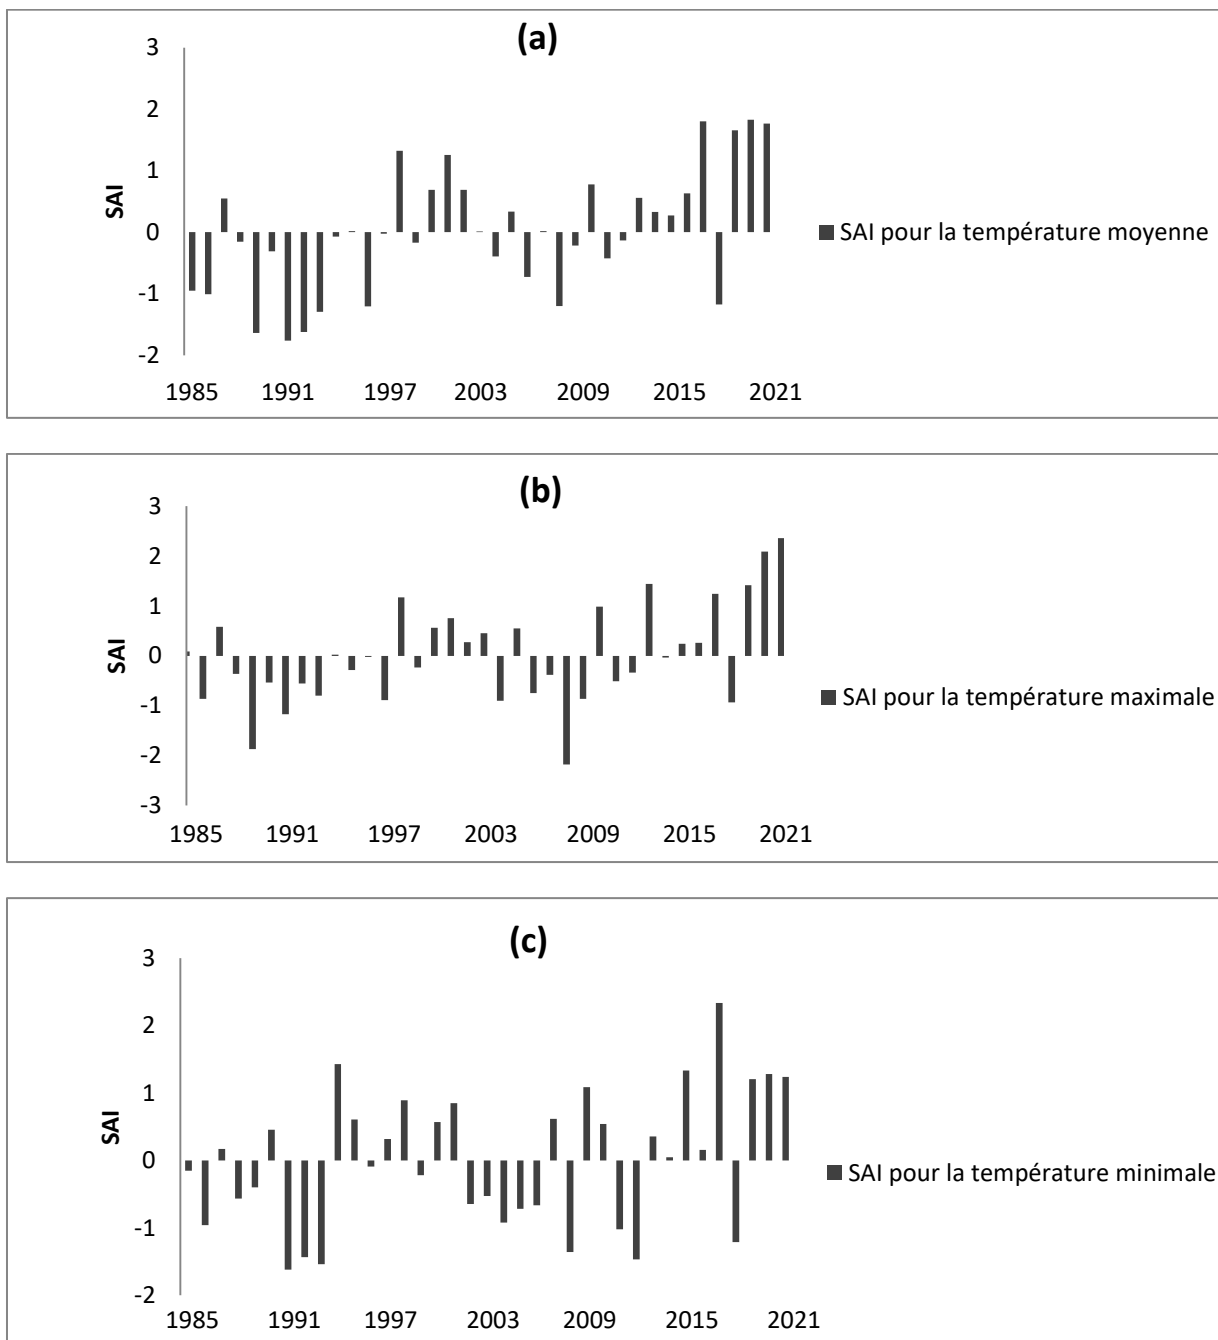 (a)
3
2
1
0
-1
-2
SAI
1985 1991 1997 2003 2009 2015 2021
SAI pour la température moyenne
(b)
3
2
1
0
-1
-2
-3
SAI
1985 1991 1997 2003 2009 2015 2021
SAI pour la température maximale
(c)
3
2
1
0
-1
-2
SAI
1985 1991 1997 2003 2009 2015 2021
SAI pour la température minimale